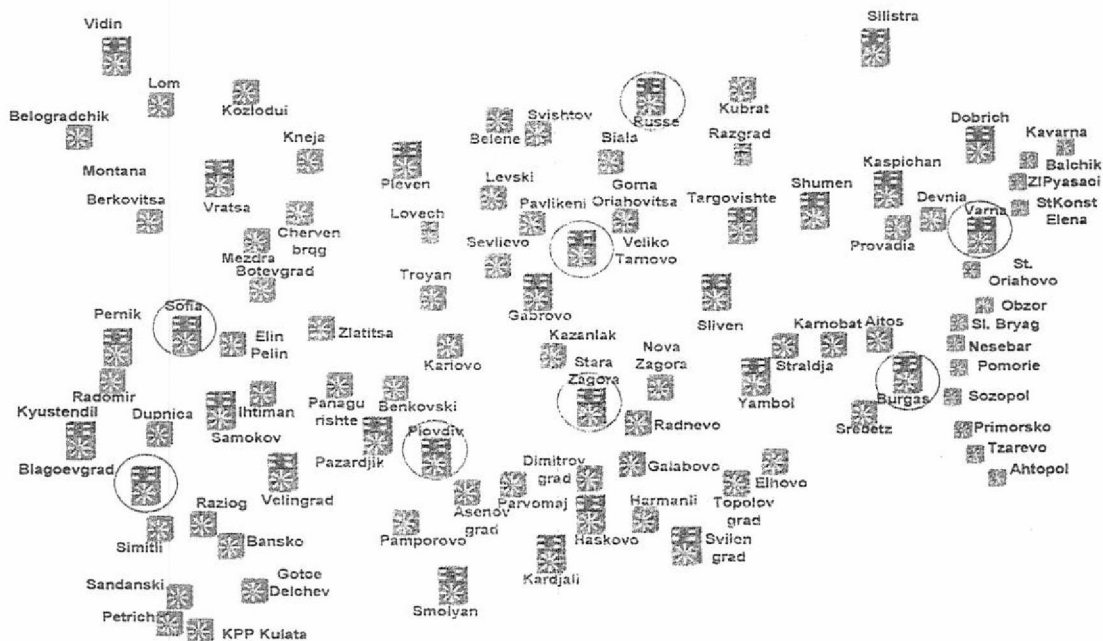 Vidin
Silistra
Lom
Kozlodui
Belogradchik
Kneja
Belene
Svishtov
Biala
Russe
Kubrat
Razgrad
Dobrich
Kavarna
Balchik
ZlPyasaci
StKonst
Elena
Montana
Berkovitsa
Vratsa
Pleven
Levski
Gorna
Oriahovitsa
Targovishte
Shumen
Kaspichan
Devnia
Varna
Provadia
Cherven
brqg
Lovech
Pavlikeni
Sevlievo
Veliko
Tarnovo
Mezdra
Botevgrad
Troyan
Gabrovo
Sliven
St.
Oriahovo
Obzor
Sl. Bryag
Nesebar
Pomorie
Sozopol
Primorsko
Tzarevo
Ahtopol
Pernik
Sofia
Elin
Pelin
Zlatitsa
Karlovo
Kazanlak
Stara
Zagora
Nova
Zagora
Karnobat
Aitos
Straldja
Yambol
Burgas
Sredetz
Radomir
Kyustendil
Dupnica
Samokov
Ihtiman
Panagu
rishte
Benkovski
Plovdiv
Pazardjik
Radnevo
Blagoevgrad
Velingrad
Dimitrov
grad
Galabovo
Elhovo
Topolov
grad
Razlog
Simitli
Bansko
Pamporovo
Asenov
grad
Parvomaj
Haskovo
Harmanli
Svilen
grad
Kardjali
Sandanski
Gotce
Delchev
Smolyan
Petrich
KPP Kulata